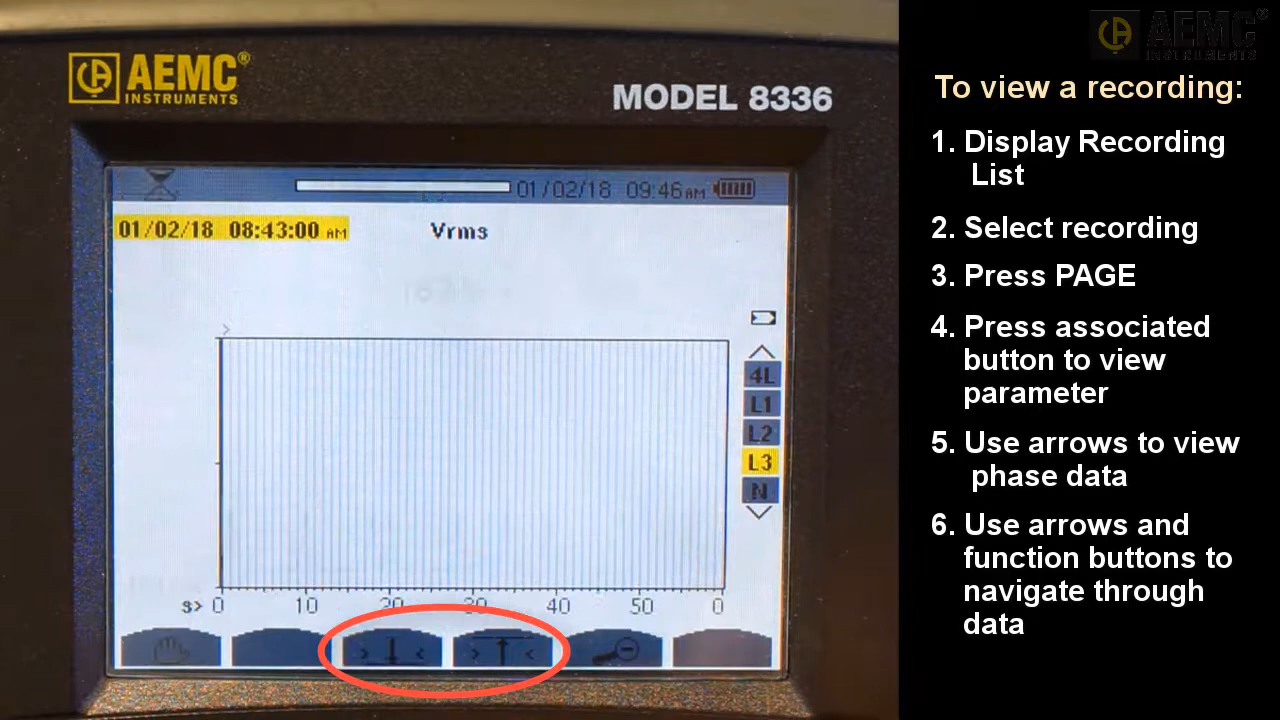 AEMC®
INSTRUMENTS
MODEL 8336
01/02/18 09:46AM
01/02/18 08:43:00 AM
Vrms
4L
L1
L2
L3
N
s> 0 10 20 30 40 50 0
AEMC®
INSTRUMENTS
To view a recording:
1. Display Recording
List
2. Select recording
3. Press PAGE
4. Press associated
button to view
parameter
5. Use arrows to view
phase data
6. Use arrows and
function buttons to
navigate through
data